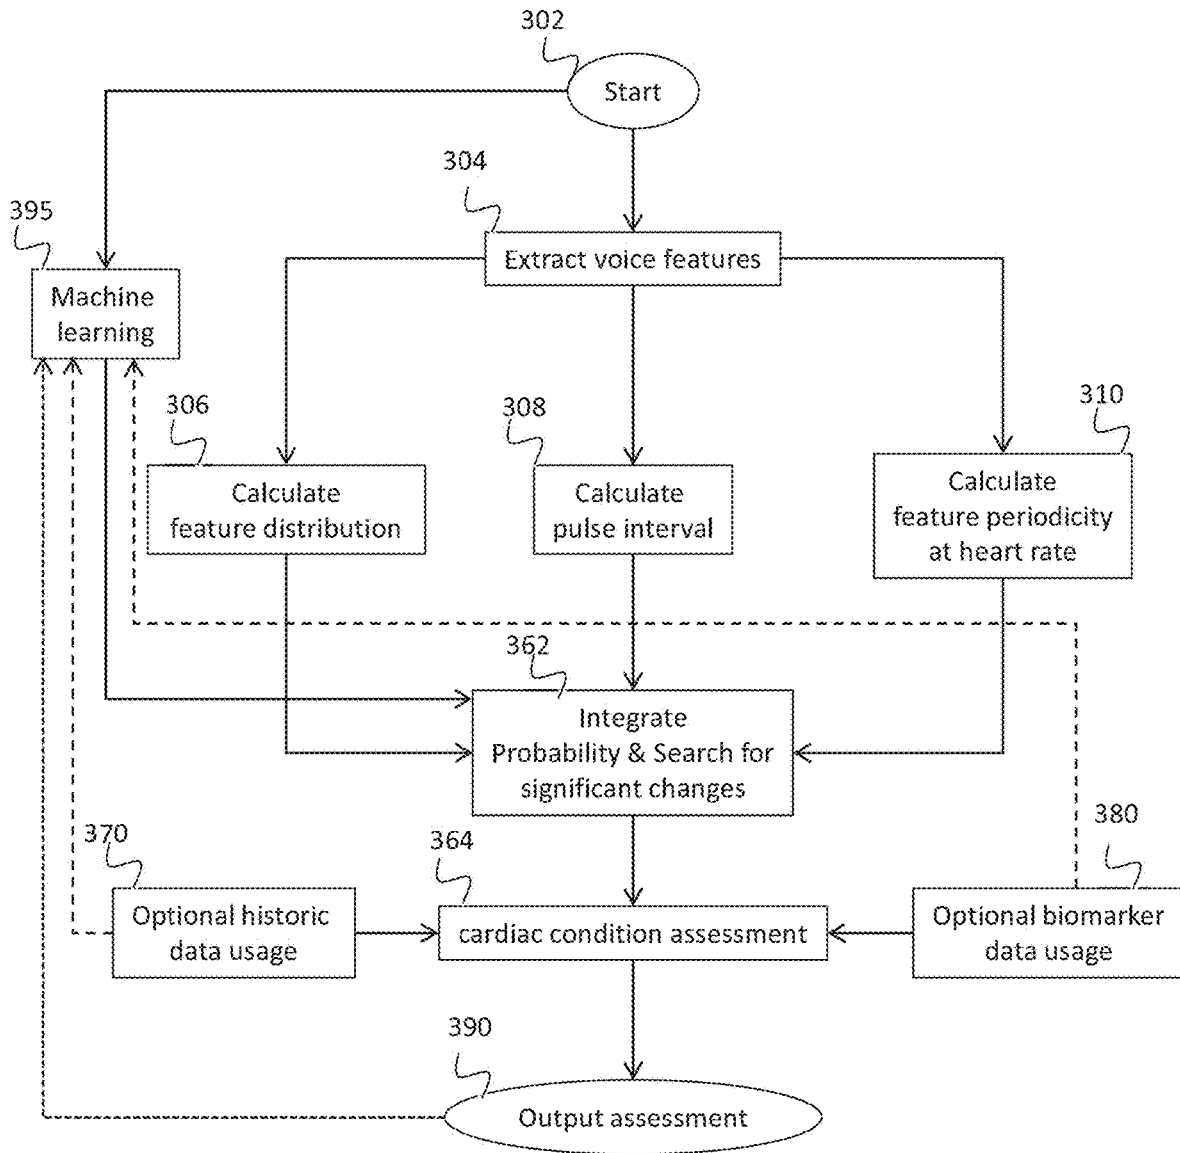 302
Start
304
Extract voice features
395
Machine
learning
306
Calculate
feature distribution
308
Calculate
pulse interval
310
Calculate
feature periodicity
at heart rate
362
Integrate
Probability & Search for
significant changes
370
Optional historic
data usage
364
cardiac condition assessment
380
Optional biomarker
data usage
390
Output assessment